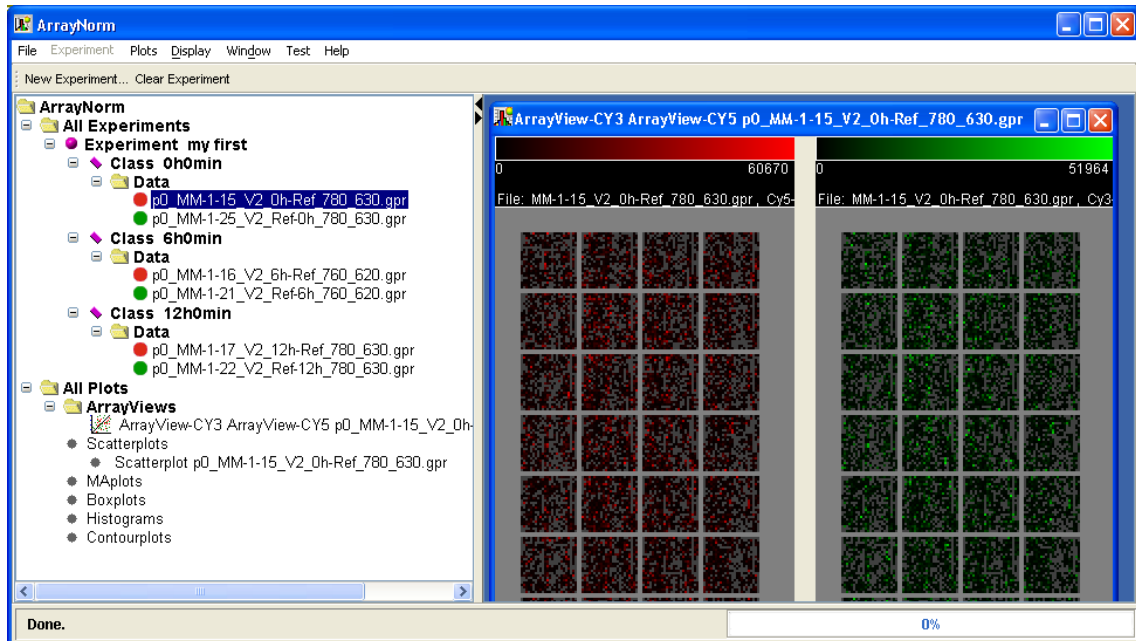 ArrayNorm
File Experiment Plots Display Window Test Help
New Experiment... Clear Experiment
ArrayNorm
All Experiments
Experiment my first
Class 0h0min
Data
p0_MM-1-15_V2_0h-Ref_780_630.gpr
p0_MM-1-25_V2_Ref-0h_780_630.gpr
Class 6h0min
Data
p0_MM-1-16_V2_6h-Ref_760_620.gpr
p0_MM-1-21_V2_Ref-6h_760_620.gpr
Class 12h0min
Data
p0_MM-1-17_V2_12h-Ref_780_630.gpr
p0_MM-1-22_V2_Ref-12h_780_630.gpr
All Plots
ArrayViews
ArrayView-CY3 ArrayView-CY5 p0_MM-1-15_V2_0h-
Scatterplots
Scatterplot p0_MM-1-15_V2_0h-Ref_780_630.gpr
MAplots
Boxplots
Histograms
Contourplots
ArrayView-CY3 ArrayView-CY5 p0_MM-1-15_V2_0h-Ref_780_630.gpr
0 60670
File: MM-1-15_V2_0h-Ref_780_630.gpr, Cy5-
0 51964
File: MM-1-15_V2_0h-Ref_780_630.gpr, Cy3-
Done.
0%